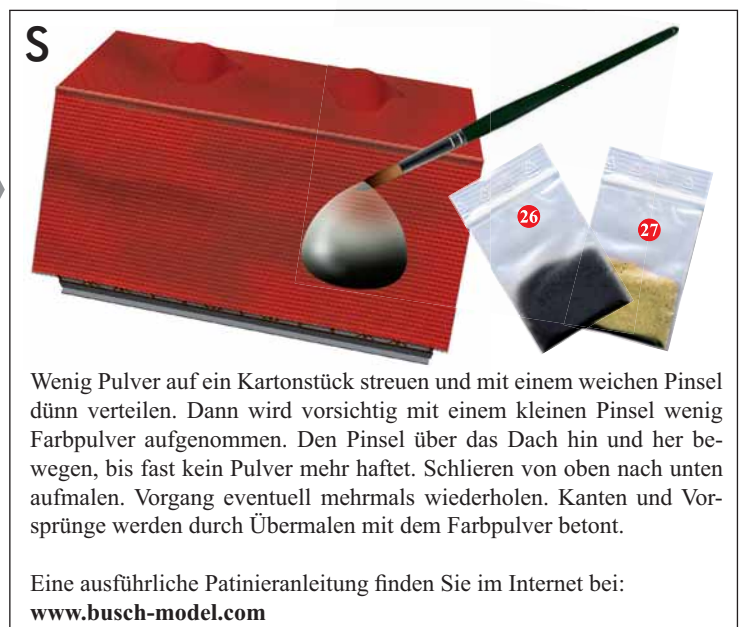 S
26
27
Wenig Pulver auf ein Kartonstück streuen und mit einem weichen Pinsel
dünn verteilen. Dann wird vorsichtig mit einem kleinen Pinsel wenig
Farbpulver aufgenommen. Den Pinsel über das Dach hin und her be-
wegen, bis fast kein Pulver mehr haftet. Schlieren von oben nach unten
aufmalen. Vorgang eventuell mehrmals wiederholen. Kanten und Vor-
sprünge werden durch Übermalen mit dem Farbpulver betont.
Eine ausführliche Patinieranleitung finden Sie im Internet bei:
www.busch-model.com